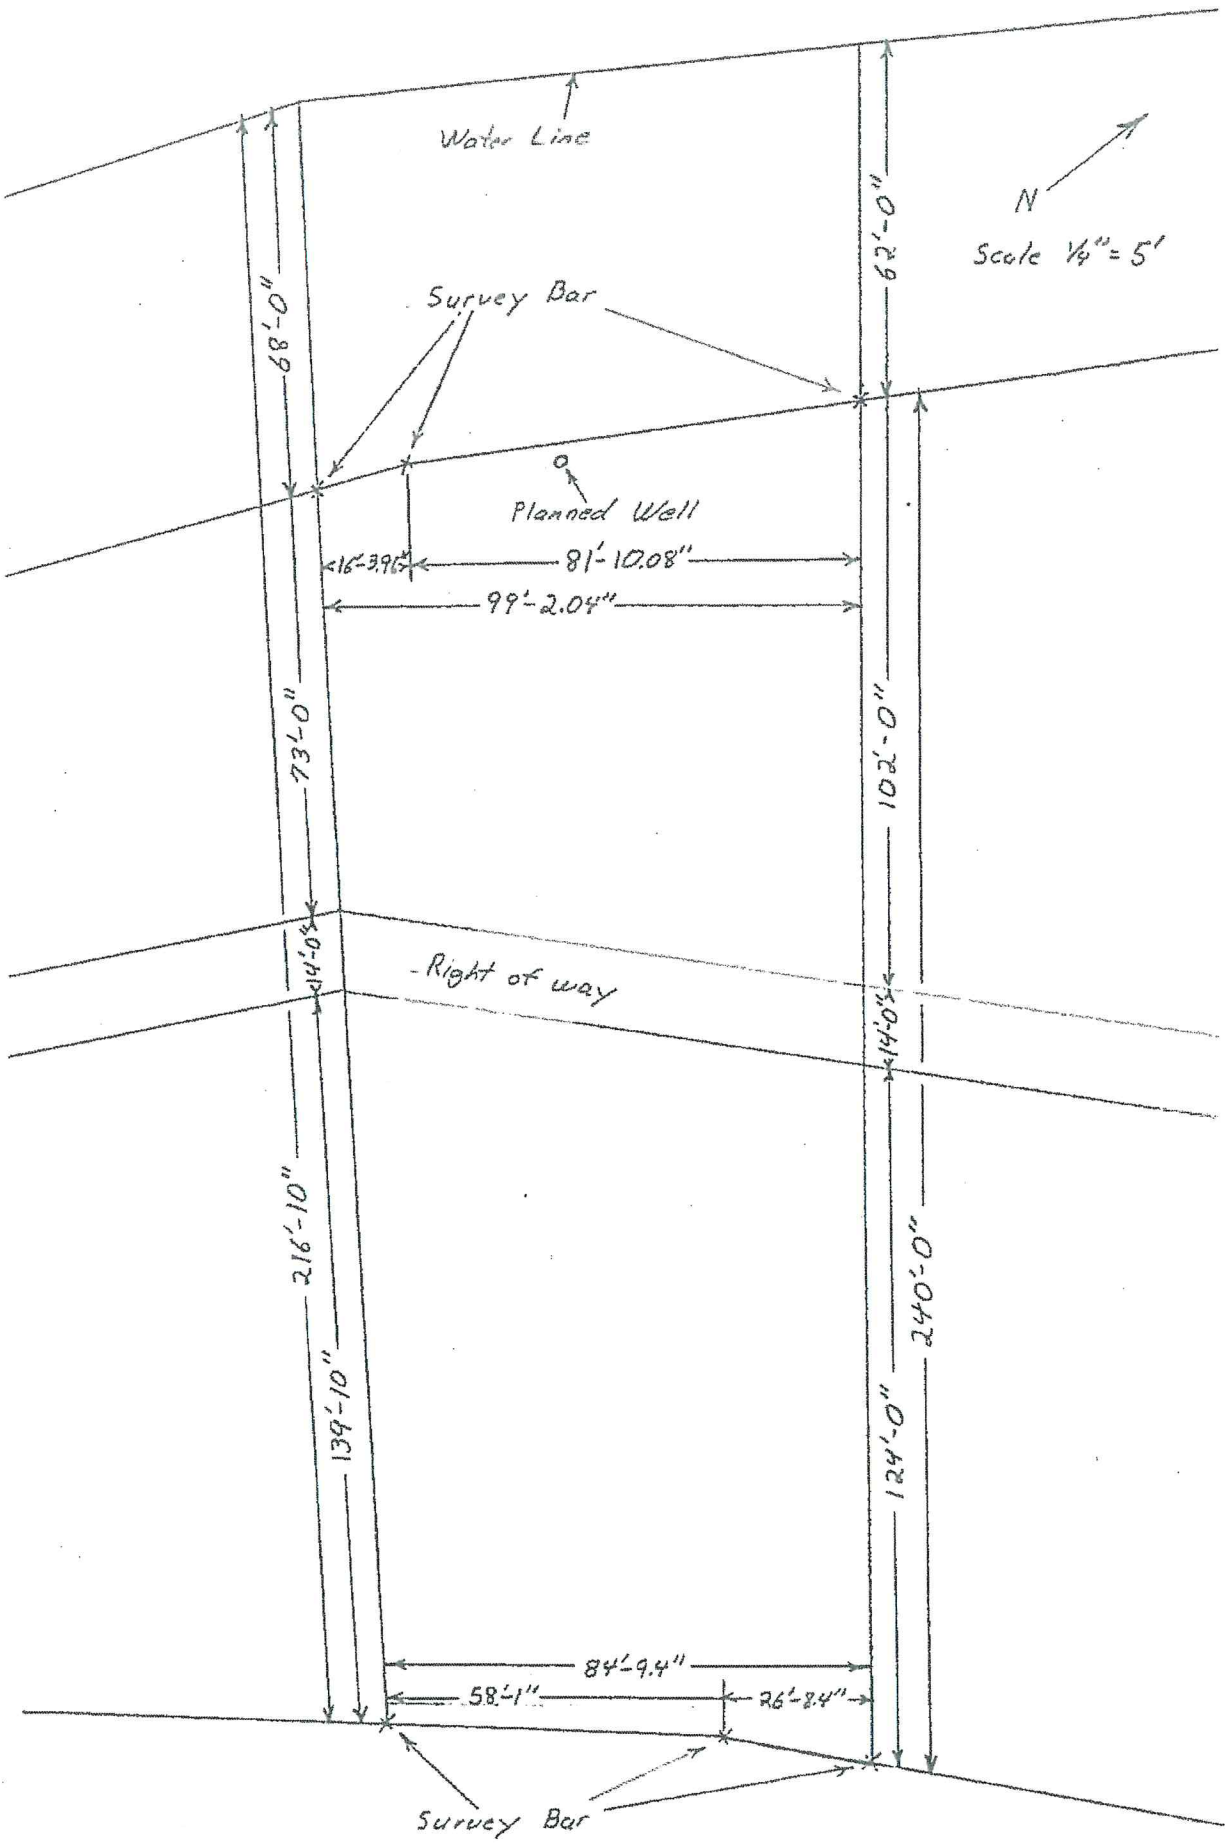 Water Line
N
Scale 1/4" = 5'
62'-0"
68'-0"
Survey Bar
Planned Well
16'-3.96"
81'-10.08"
99'-2.04"
73'-0"
102'-0"
14'-0"
Right of way
14'-0"
216'-10"
240'-0"
124'-0"
84'-9.4"
58'-1"
26'-8.4"
Survey Bar